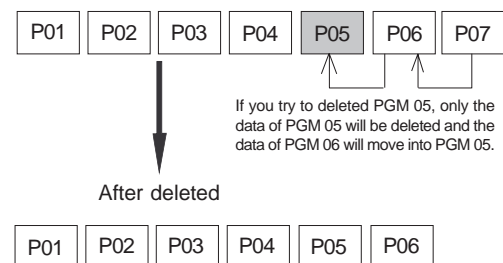 P01 P02 P03 P04 P05 P06 P07
If you try to deleted PGM 05, only the
data of PGM 05 will be deleted and the
data of PGM 06 will move into PGM 05.
After deleted
P01 P02 P03 P04 P05 P06